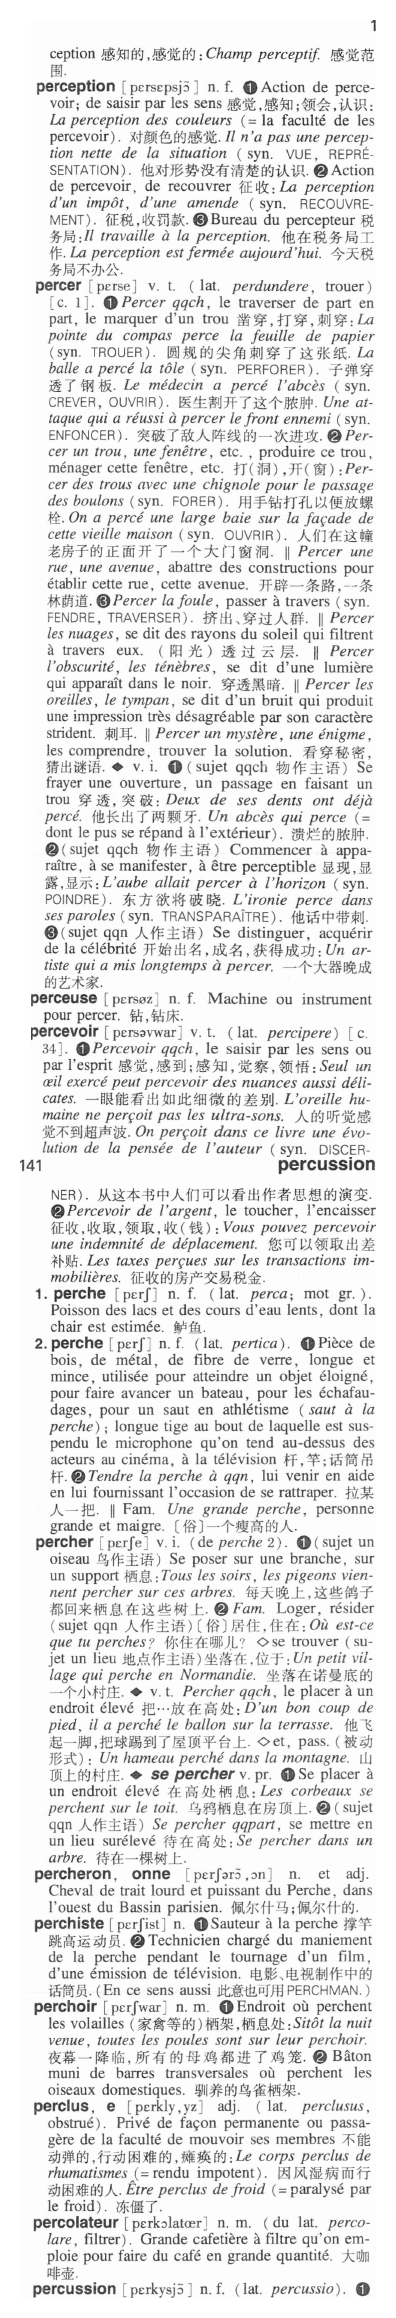 1
ception 感知的,感觉的: Champ perceptif. 感觉范
围.
perception [pɛrsɛpsjɔ̃] n. f. ❶ Action de perce-
voir; de saisir par les sens 感觉,感知;领会,认识:
La perception des couleurs (= la faculté de les
percevoir). 对颜色的感觉. Il n'a pas une percep-
tion nette de la situation ( syn. VUE, REPRÉ-
SENTATION). 他对形势没有清楚的认识. ❷ Action
de percevoir, de recouvrer 征收: La perception
d'un impôt, d'une amende ( syn. RECOUVRE-
MENT). 征税,收罚款. ❸ Bureau du percepteur 税
务局: Il travaille à la perception. 他在税务局工
作. La perception est fermée aujourd'hui. 今天税
务局不办公.
percer [pɛrse] v. t. ( lat. perdundere, trouer)
[c. 1]. ❶ Percer qqch, le traverser de part en
part, le marquer d'un trou 凿穿,打穿,刺穿: La
pointe du compas perce la feuille de papier
(syn. TROUER). 圆规的尖角刺穿了这张纸. La
balle a percé la tôle ( syn. PERFORER). 子弹穿
透了钢板. Le médecin a percé l'abcès ( syn.
CREVER, OUVRIR). 医生割开了这个脓肿. Une at-
taque qui a réussi à percer le front ennemi (syn.
ENFONCER). 突破了敌人阵线的一次进攻. ❷ Per-
cer un trou, une fenêtre, etc. , produire ce trou,
ménager cette fenêtre, etc. 打(洞),开(窗): Per-
cer des trous avec une chignole pour le passage
des boulons (syn. FORER). 用手钻打孔以便放螺
栓. On a percé une large baie sur la façade de
cette vieille maison (syn. OUVRIR). 人们在这幢
老房子的正面开了一个大门窗洞. ‖ Percer une
rue, une avenue, abattre des constructions pour
établir cette rue, cette avenue. 开辟一条路,一条
林荫道. ❸ Percer la foule, passer à travers (syn.
FENDRE, TRAVERSER). 挤出、穿过人群. ‖ Percer
les nuages, se dit des rayons du soleil qui filtrent
à travers eux. (阳光)透过云层. ‖ Percer
l'obscurité, les ténèbres, se dit d'une lumière
qui apparaît dans le noir. 穿透黑暗. ‖ Percer les
oreilles, le tympan, se dit d'un bruit qui produit
une impression très désagréable par son caractère
strident. 刺耳. ‖ Percer un mystère, une énigme,
les comprendre, trouver la solution. 看穿秘密,
猜出谜语. ◆ v. i. ❶ (sujet qqch 物作主语) Se
frayer une ouverture, un passage en faisant un
trou 穿透,突破: Deux de ses dents ont déjà
percé. 他长出了两颗牙. Un abcès qui perce (=
dont le pus se répand à l'extérieur). 溃烂的脓肿.
❷ (sujet qqch 物作主语) Commencer à appa-
raître, à se manifester, à être perceptible 显现,显
露,显示: L'aube allait percer à l'horizon ( syn.
POINDRE). 东方欲将破晓. L'ironie perce dans
ses paroles (syn. TRANSPARAÎTRE). 他话中带刺.
❸ (sujet qqn 人作主语) Se distinguer, acquérir
de la célébrité 开始出名,成名,获得成功: Un ar-
tiste qui a mis longtemps à percer. 一个大器晚成
的艺术家.
perceuse [pɛrsøz] n. f. Machine ou instrument
pour percer. 钻,钻床.
percevoir [pɛrsəvwar] v. t. (lat. percipere) [c.
34]. ❶ Percevoir qqch, le saisir par les sens ou
par l'esprit 感觉,感到;感知,觉察,领悟: Seul un
œil exercé peut percevoir des nuances aussi déli-
cates. 一眼能看出如此细微的差别. L'oreille hu-
maine ne perçoit pas les ultra-sons. 人的听觉感
觉不到超声波. On perçoit dans ce livre une évo-
lution de la pensée de l'auteur ( syn. DISCER-
141 percussion
NER). 从这本书中人们可以看出作者思想的演变.
❷ Percevoir de l'argent, le toucher, l'encaisser
征收,收取,领取,收(钱): Vous pouvez percevoir
une indemnité de déplacement. 您可以领取出差
补贴. Les taxes perçues sur les transactions im-
mobilières. 征收的房产交易税金.
1. perche [pɛrʃ] n. f. ( lat. perca; mot gr. ).
Poisson des lacs et des cours d'eau lents, dont la
chair est estimée. 鲈鱼.
2. perche [pɛrʃ] n. f. (lat. pertica). ❶ Pièce de
bois, de métal, de fibre de verre, longue et
mince, utilisée pour atteindre un objet éloigné,
pour faire avancer un bateau, pour les échafau-
dages, pour un saut en athlétisme ( saut à la
perche); longue tige au bout de laquelle est sus-
pendu le microphone qu'on tend au-dessus des
acteurs au cinéma, à la télévision 杆,竿;话筒吊
杆. ❷ Tendre la perche à qqn, lui venir en aide
en lui fournissant l'occasion de se rattraper. 拉某
人一把. ‖ Fam. Une grande perche, personne
grande et maigre. [俗]一个瘦高的人.
percher [pɛrʃe] v. i. (de perche 2). ❶ (sujet un
oiseau 鸟作主语) Se poser sur une branche, sur
un support 栖息: Tous les soirs, les pigeons vien-
nent percher sur ces arbres. 每天晚上,这些鸽子
都回来栖息在这些树上. ❷ Fam. Loger, résider
(sujet qqn 人作主语)[俗]居住,住在: Où est-ce
que tu perches? 你住在哪儿? ◇ se trouver (su-
jet un lieu 地点作主语)坐落在,位于: Un petit vil-
lage qui perche en Normandie. 坐落在诺曼底的
一个小村庄. ◆ v. t. Percher qqch, le placer à un
endroit élevé 把…放在高处: D'un bon coup de
pied, il a perché le ballon sur la terrasse. 他飞
起一脚,把球踢到了屋顶平台上. ◇ et, pass. (被动
形式): Un hameau perché dans la montagne. 山
顶上的村庄. ◆ se percher v. pr. ❶ Se placer à
un endroit élevé 在高处栖息: Les corbeaux se
perchent sur le toit. 乌鸦栖息在房顶上. ❷ (sujet
qqn 人作主语) Se percher qqpart, se mettre en
un lieu surélevé 待在高处: Se percher dans un
arbre. 待在一棵树上.
percheron, onne [pɛrʃərɔ̃,ɔn] n. et adj.
Cheval de trait lourd et puissant du Perche, dans
l'ouest du Bassin parisien. 佩尔什马;佩尔什的.
perchiste [pɛrʃist] n. ❶ Sauteur à la perche 撑竿
跳高运动员. ❷ Technicien chargé du maniement
de la perche pendant le tournage d'un film,
d'une émission de télévision. 电影、电视制作中的
话筒员. (En ce sens aussi 此意也可用 PERCHMAN. )
perchoir [pɛrʃwar] n. m. ❶ Endroit où perchent
les volailles (家禽等的)栖架,栖息处: Sitôt la nuit
venue, toutes les poules sont sur leur perchoir.
夜幕一降临,所有的母鸡都进了鸡笼. ❷ Bâton
muni de barres transversales où perchent les
oiseaux domestiques. 驯养的鸟雀栖架.
perclus, e [pɛrkly,yz] adj. ( lat. perclusus,
obstrué). Privé de façon permanente ou passa-
gère de la faculté de mouvoir ses membres 不能
动弹的,行动困难的,瘫痪的: Le corps perclus de
rhumatismes (= rendu impotent). 因风湿病而行
动困难的人. Être perclus de froid (= paralysé par
le froid). 冻僵了.
percolateur [pɛrkɔlatœr] n. m. ( du lat. perco-
lare, filtrer). Grande cafetière à filtre qu'on em-
ploie pour faire du café en grande quantité. 大咖
啡壶.
percussion [pɛrkysjɔ̃] n. f. (lat. percussio). ❶